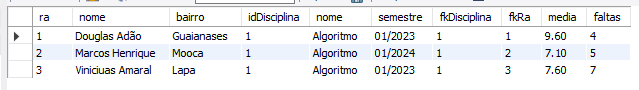 ra nome bairro idDisciplina nome semestre fkDisciplina fkRa media faltas
1 Douglas Adão Guaianases 1 Algoritmo 01/2023 1 1 9.60 4
2 Marcos Henrique Mooca 1 Algoritmo 01/2024 1 2 7.10 5
3 Viniciuas Amaral Lapa 1 Algoritmo 01/2023 1 3 7.60 7